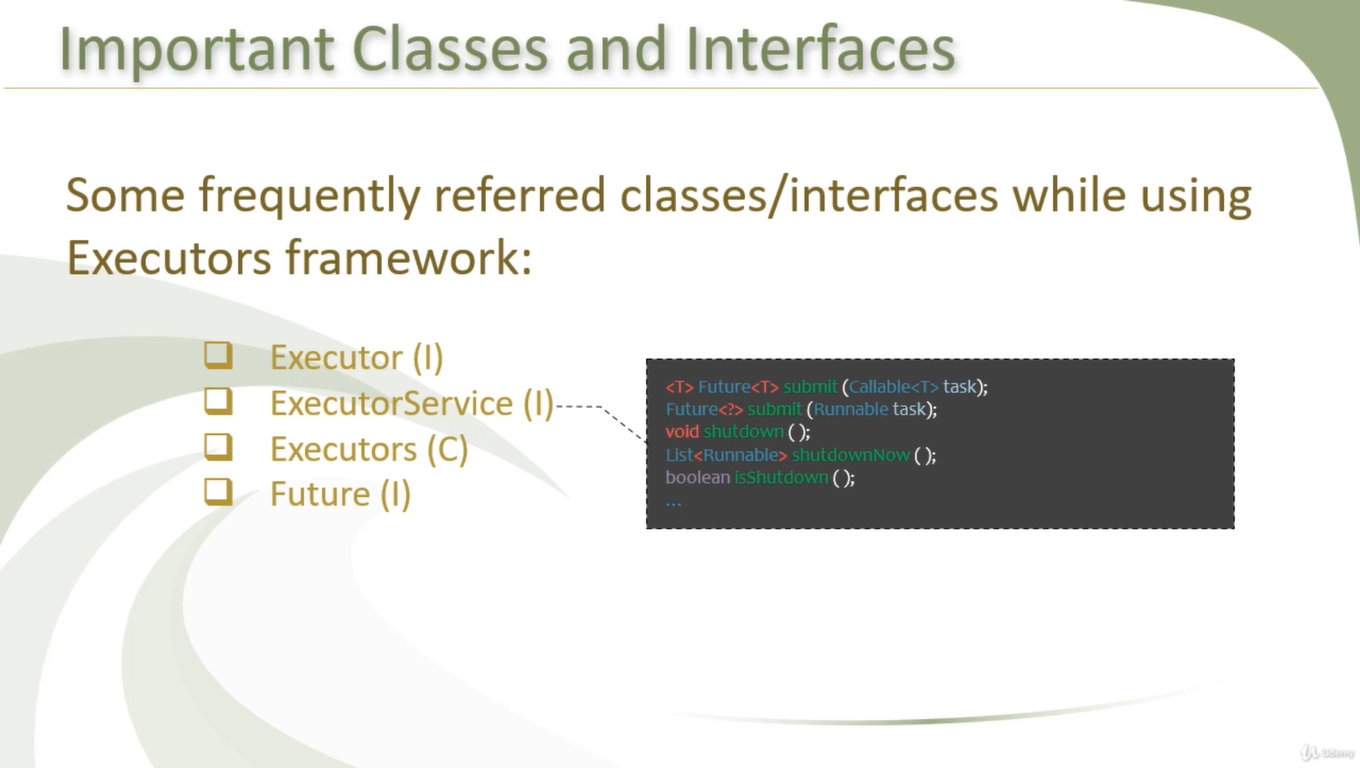 Important Classes and Interfaces
Some frequently referred classes/interfaces while using
Executors framework:
Executor (I)
ExecutorService (I)
Executors (C)
Future (I)
<T> Future<T> submit (Callable<T> task);
Future<?> submit (Runnable task);
void shutdown ( );
List<Runnable> shutdownNow ( );
boolean isShutdown ( );
...
Udemy